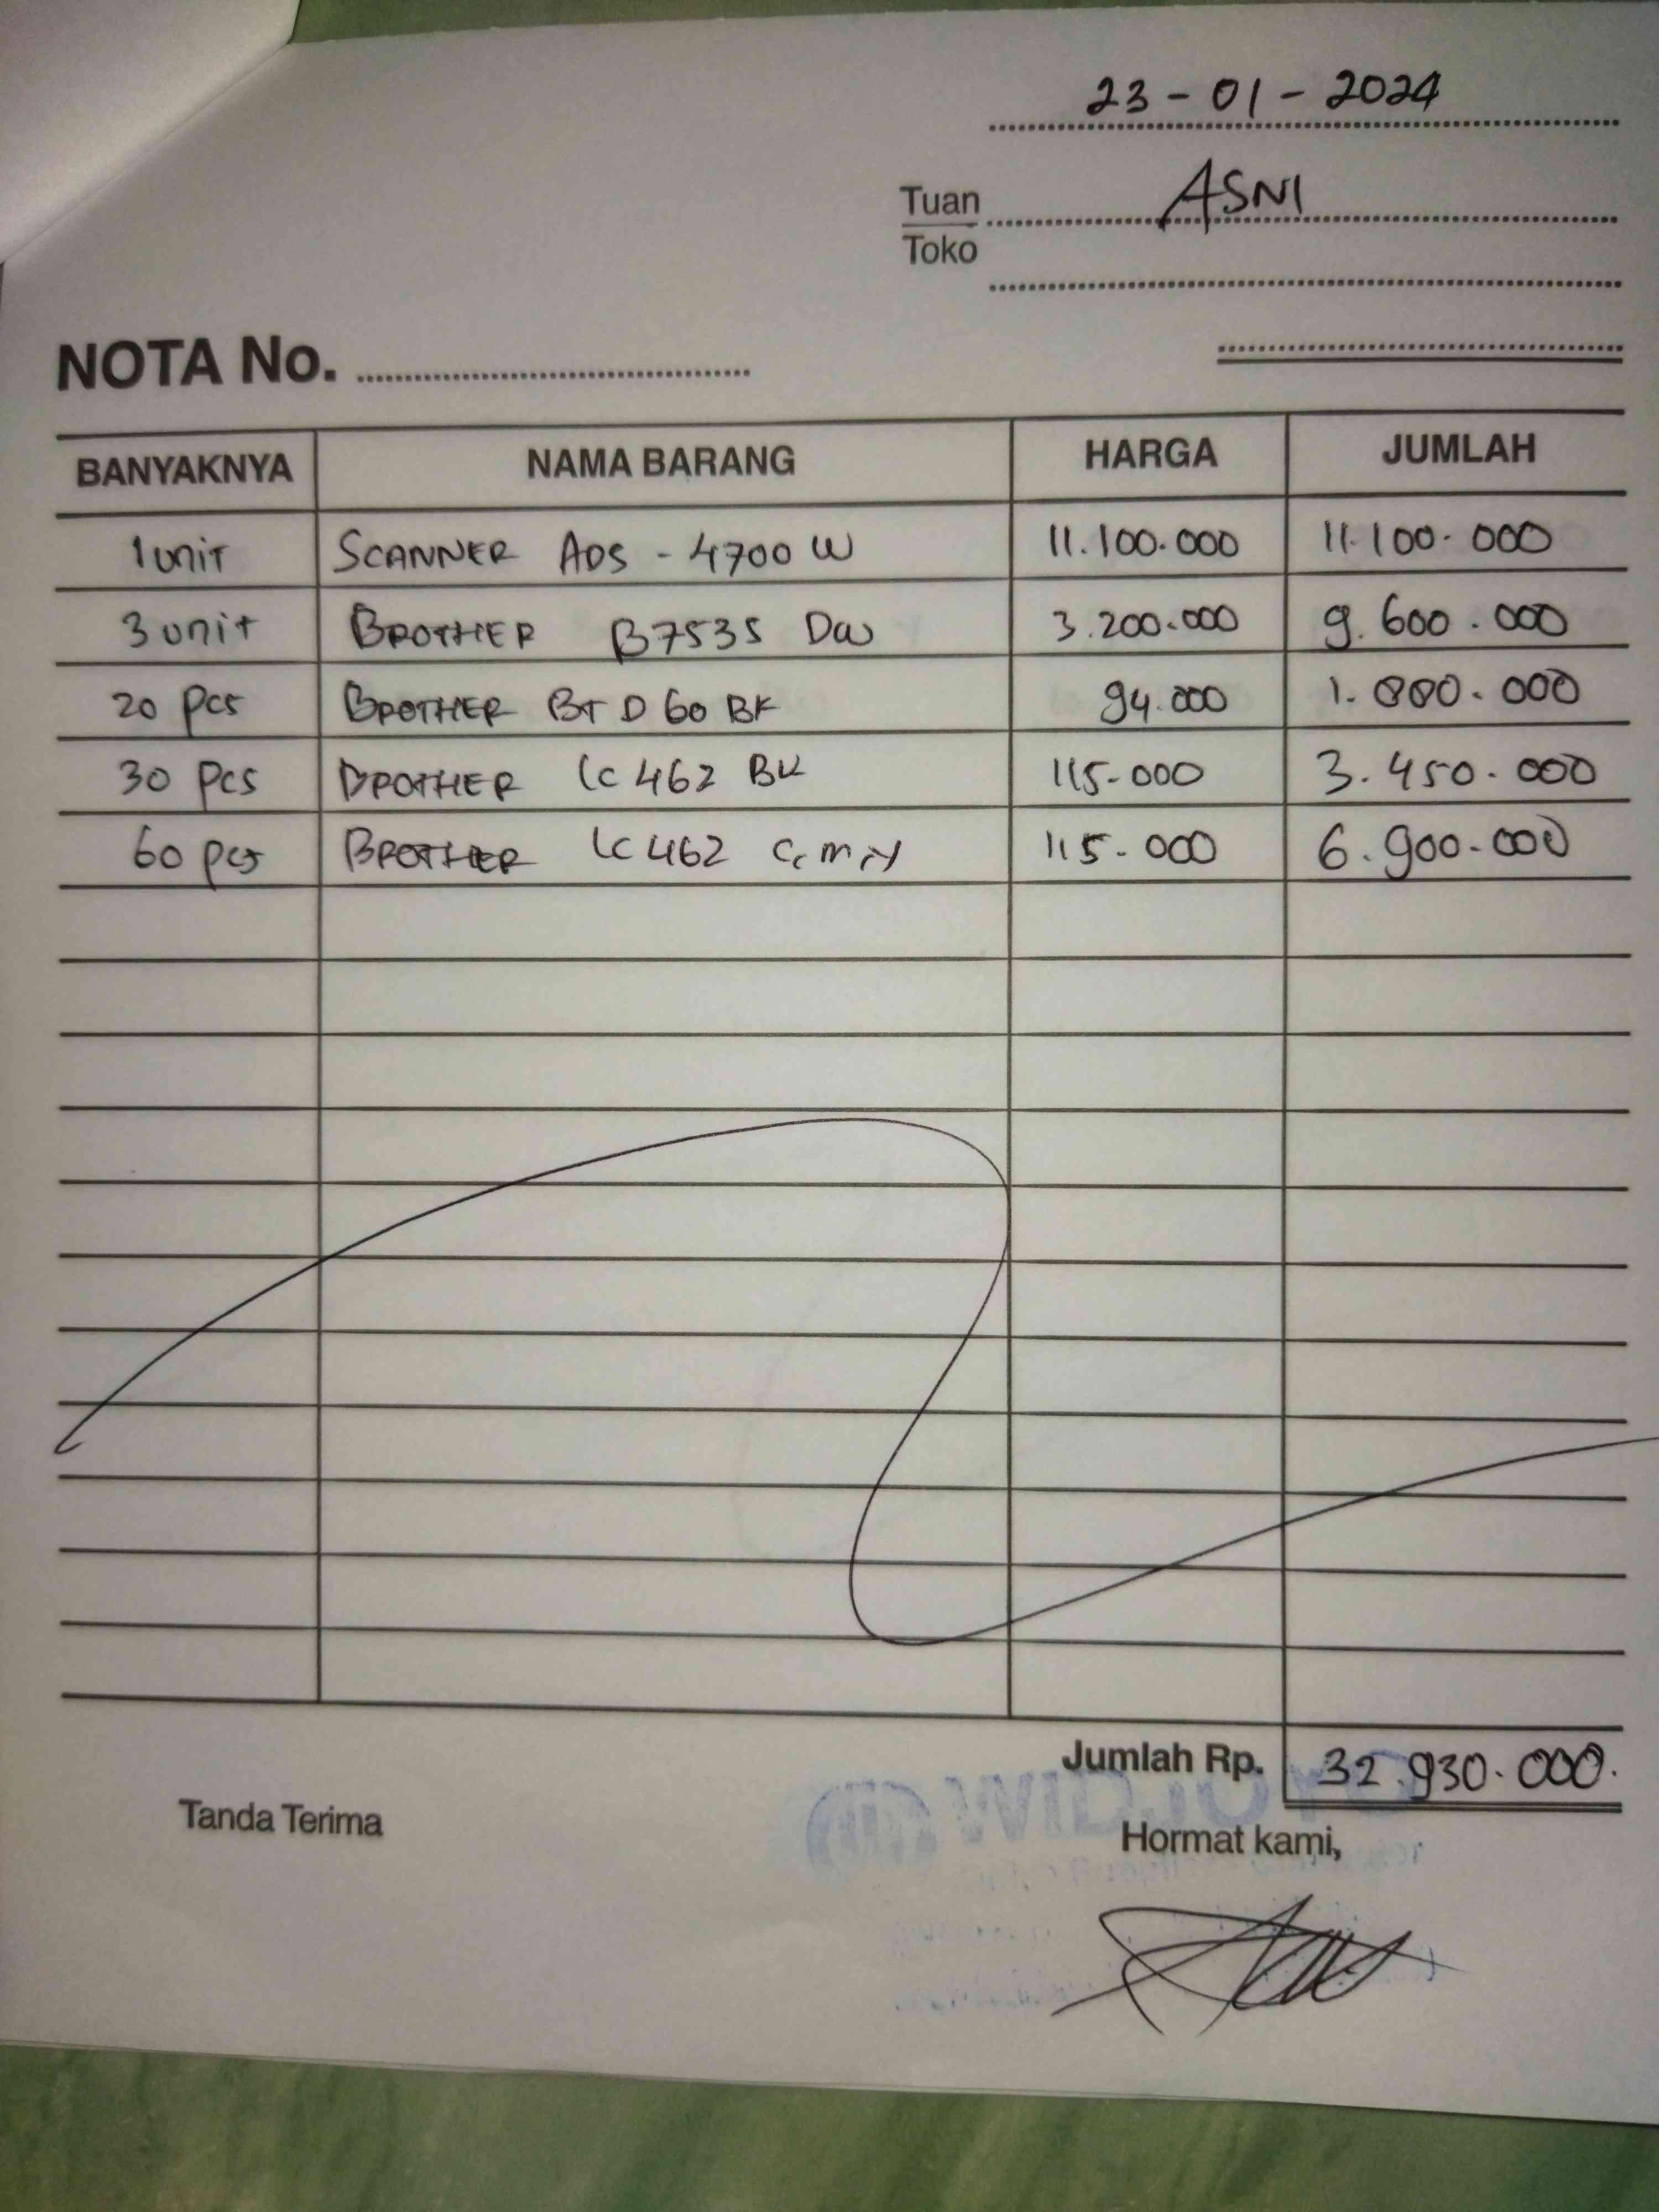 23 - 01 - 2024
Tuan ASNI
Toko
NOTA No.
BANYAKNYA NAMA BARANG HARGA JUMLAH
1 unit SCANNER ADS - 4700 W 11.100.000 11.100.000
3 unit BROTHER B7535 DW 3.200.000 9.600.000
20 pcs BROTHER BT D 60 BK 94.000 1.880.000
30 pcs BROTHER LC 462 BK 115.000 3.450.000
60 pcs BROTHER LC 462 C, M, Y 115.000 6.900.000
Jumlah Rp. 32.930.000.
Tanda Terima
Hormat kami,